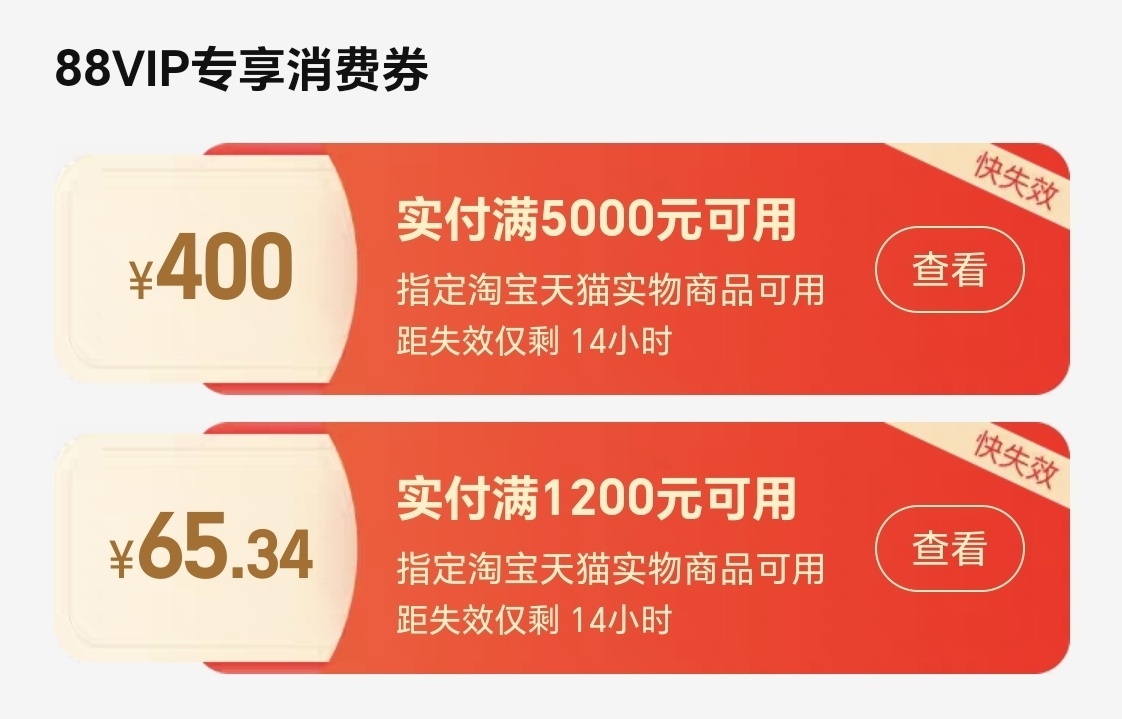 88VIP专享消费券
快失效
¥400
实付满5000元可用
指定淘宝天猫实物商品可用
距失效仅剩 14小时
查看
快失效
¥65.34
实付满1200元可用
指定淘宝天猫实物商品可用
距失效仅剩 14小时
查看